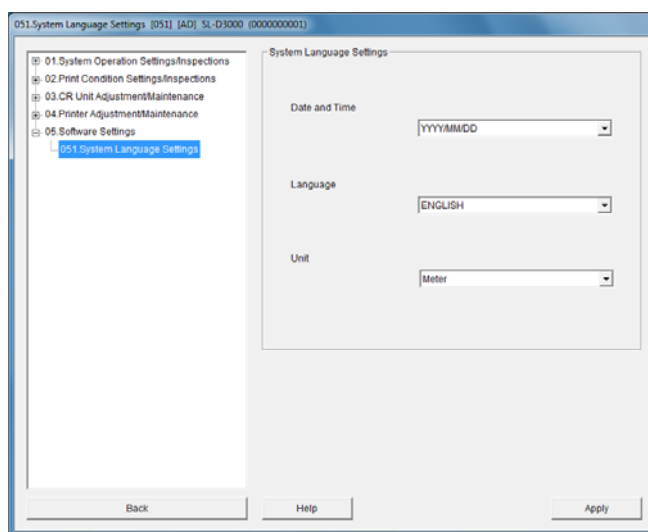 051.System Language Settings [051] [AD] SL-D3000 (0000000001)
01.System Operation Settings/Inspections
02.Print Condition Settings/Inspections
03.CR Unit Adjustment/Maintenance
04.Printer Adjustment/Maintenance
05.Software Settings
051.System Language Settings
System Language Settings
Date and Time
YYYY/MM/DD
Language
ENGLISH
Unit
Meter
Back
Help
Apply